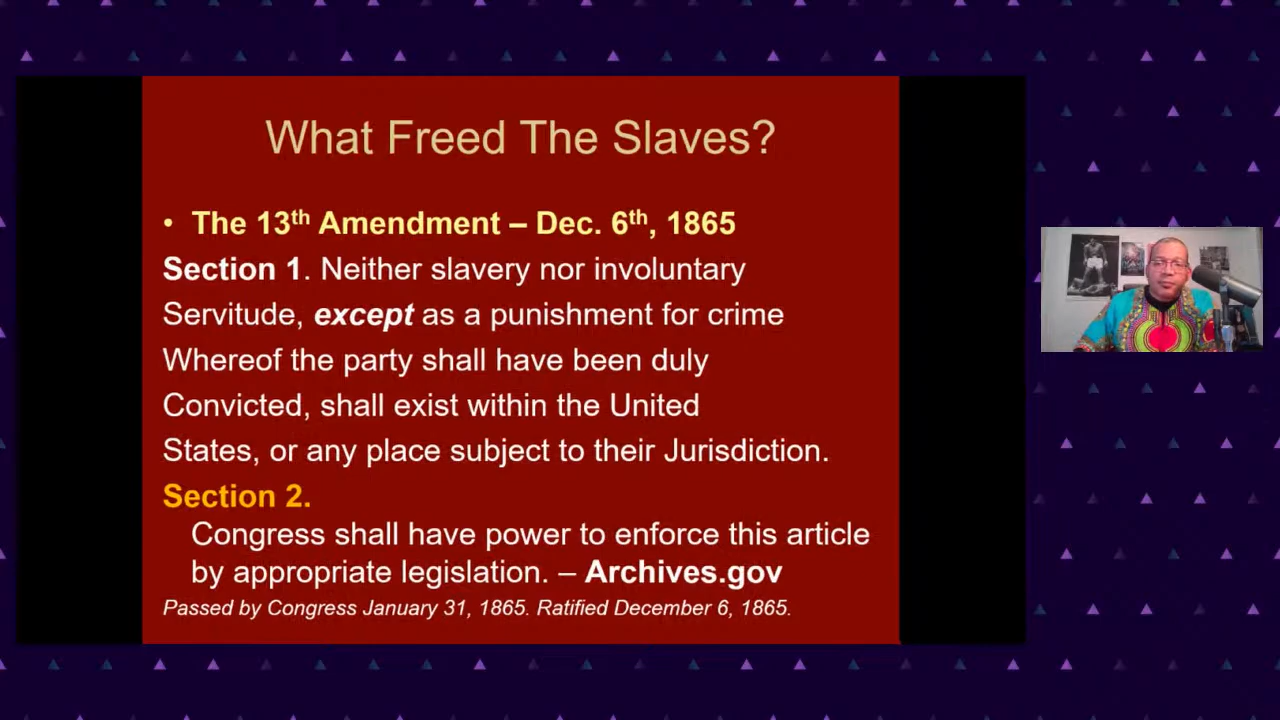 What Freed The Slaves?
• The 13th Amendment – Dec. 6th, 1865
Section 1. Neither slavery nor involuntary
Servitude, except as a punishment for crime
Whereof the party shall have been duly
Convicted, shall exist within the United
States, or any place subject to their Jurisdiction.
Section 2.
Congress shall have power to enforce this article
by appropriate legislation. – Archives.gov
Passed by Congress January 31, 1865. Ratified December 6, 1865.